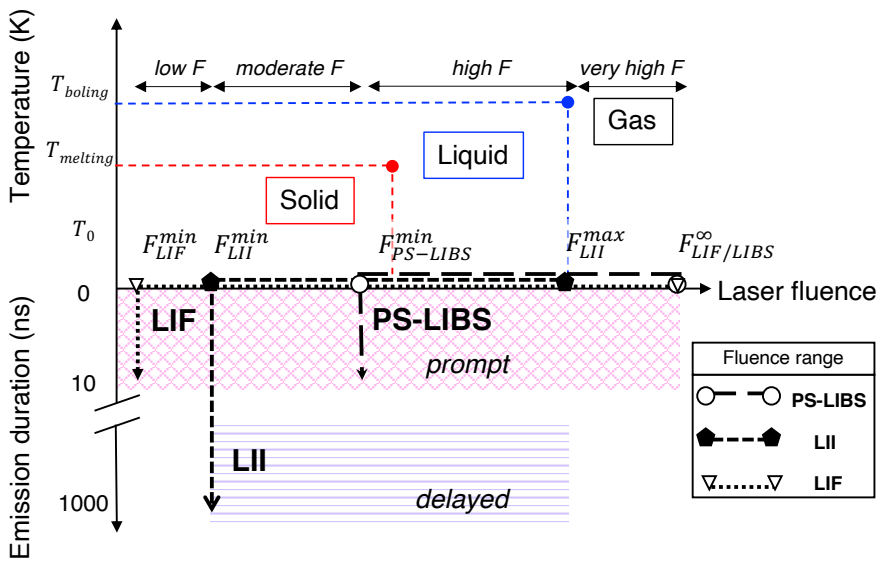 Temperature (K)
low F
moderate F
high F
very high F
T_boling
Gas
Liquid
T_melting
Solid
T_0
F_LIF^min
F_LII^min
F_PS-LIBS^min
F_LII^max
F_LIF/LIBS^∞
0
Laser fluence
LIF
PS-LIBS
prompt
10
Emission duration (ns)
LII
delayed
1000
Fluence range
PS-LIBS
LII
LIF